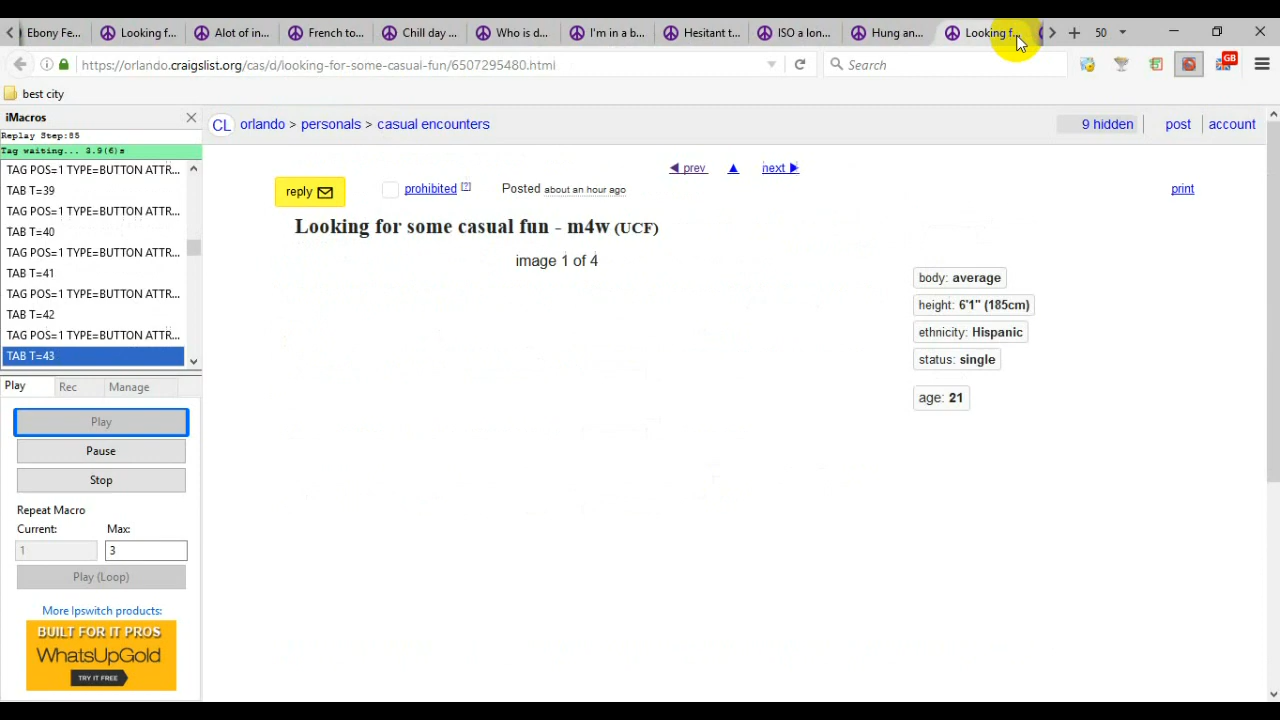 Ebony Fe...
Looking f...
Alot of in...
French to...
Chill day ...
Who is d...
I'm in a b...
Hesitant t...
ISO a lon...
Hung an...
Looking f...
50
https://orlando.craigslist.org/cas/d/looking-for-some-casual-fun/6507295480.html
Search
GB
best city
iMacros
Replay Step:85
Tag waiting... 3.9(6)s
TAG POS=1 TYPE=BUTTON ATTR...
TAB T=39
TAG POS=1 TYPE=BUTTON ATTR...
TAB T=40
TAG POS=1 TYPE=BUTTON ATTR...
TAB T=41
TAG POS=1 TYPE=BUTTON ATTR...
TAB T=42
TAG POS=1 TYPE=BUTTON ATTR...
TAB T=43
Play
Rec
Manage
Play
Pause
Stop
Repeat Macro
Current:
Max:
1
3
Play (Loop)
More Ipswitch products:
BUILT FOR IT PROS
WhatsUpGold
TRY IT FREE
CL orlando > personals > casual encounters
9 hidden
post
account
prev
next
reply
prohibited [?]
Posted about an hour ago
print
Looking for some casual fun - m4w (UCF)
image 1 of 4
body: average
height: 6'1" (185cm)
ethnicity: Hispanic
status: single
age: 21